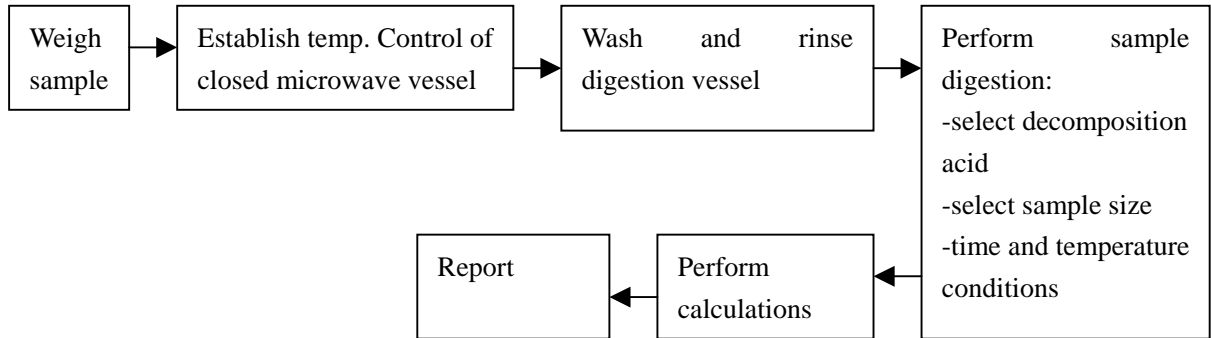 Weigh
sample
Establish temp. Control of
closed microwave vessel
Wash and rinse
digestion vessel
Perform sample
digestion:
-select decomposition
acid
-select sample size
-time and temperature
conditions
Perform
calculations
Report